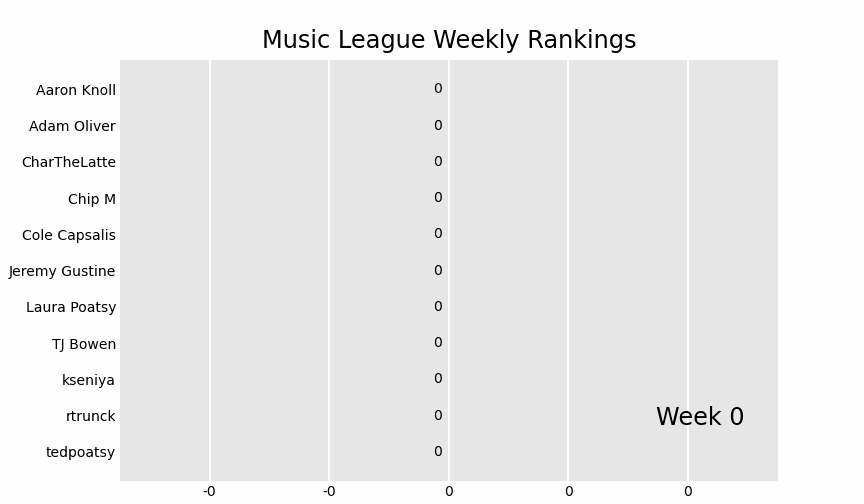 Music League Weekly Rankings
Aaron Knoll 0
Adam Oliver 0
CharTheLatte 0
Chip M 0
Cole Capsalis 0
Jeremy Gustine 0
Laura Poatsy 0
TJ Bowen 0
kseniya 0
rtrunck 0 Week 0
tedpoatsy 0
-0 -0 0 0 0